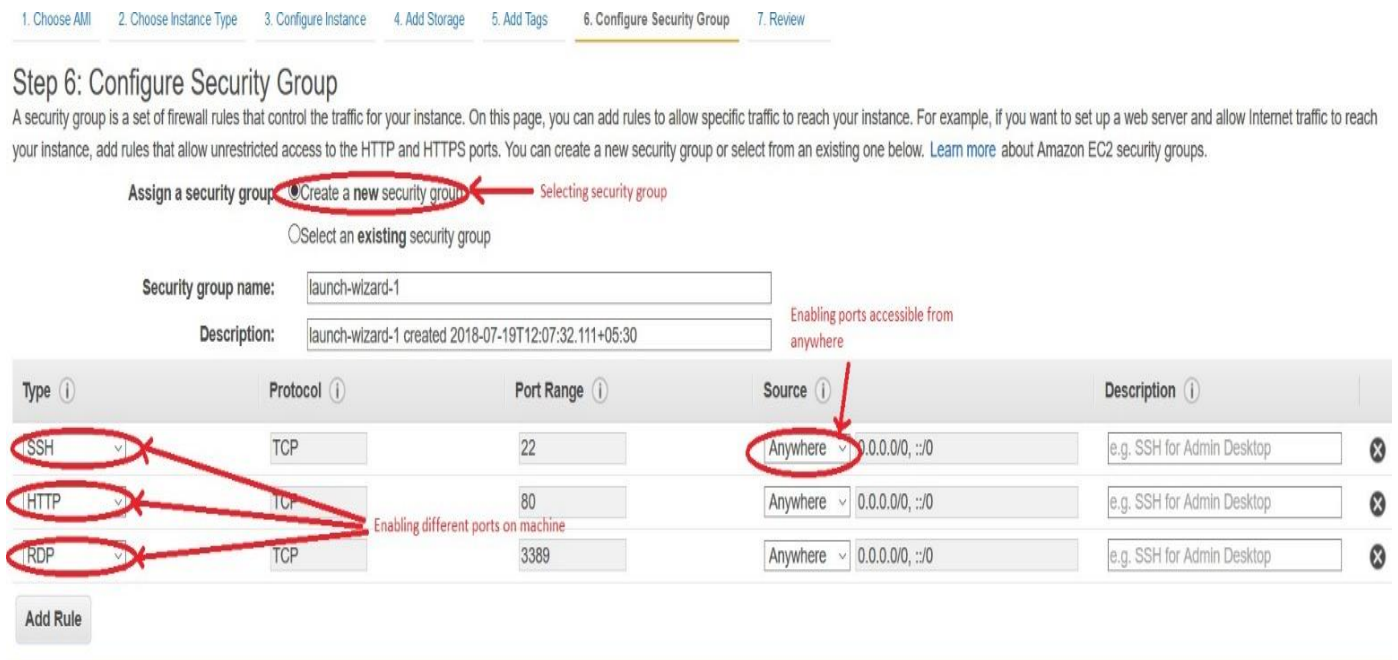 1. Choose AMI 2. Choose Instance Type 3. Configure Instance 4. Add Storage 5. Add Tags 6. Configure Security Group 7. Review
Step 6: Configure Security Group
A security group is a set of firewall rules that control the traffic for your instance. On this page, you can add rules to allow specific traffic to reach your instance. For example, if you want to set up a web server and allow Internet traffic to reach
your instance, add rules that allow unrestricted access to the HTTP and HTTPS ports. You can create a new security group or select from an existing one below. Learn more about Amazon EC2 security groups.
Assign a security group: Create a new security group Selecting security group
Select an existing security group
Security group name: launch-wizard-1
Description: launch-wizard-1 created 2018-07-19T12:07:32.111+05:30
Enabling ports accessible from
anywhere
Type i Protocol i Port Range i Source i Description i
SSH TCP 22 Anywhere 0.0.0.0/0, ::/0 e.g. SSH for Admin Desktop
HTTP TCP 80 Anywhere 0.0.0.0/0, ::/0 e.g. SSH for Admin Desktop
Enabling different ports on machine
RDP TCP 3389 Anywhere 0.0.0.0/0, ::/0 e.g. SSH for Admin Desktop
Add Rule